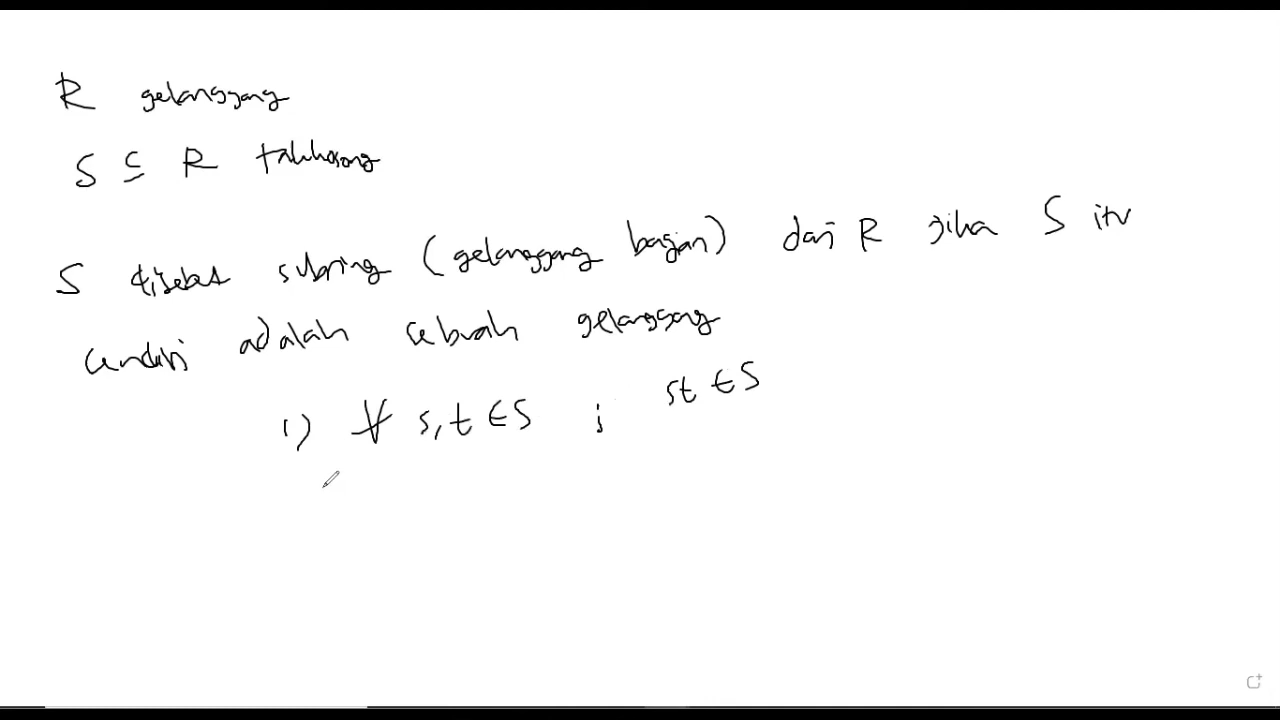 R gelanggang
S ⊆ R takkosong
S disebut subring (gelanggang bagian) dari R jika S itu
sendiri adalah sebuah gelanggang
1) ∀ s, t ∈ S ; st ∈ S